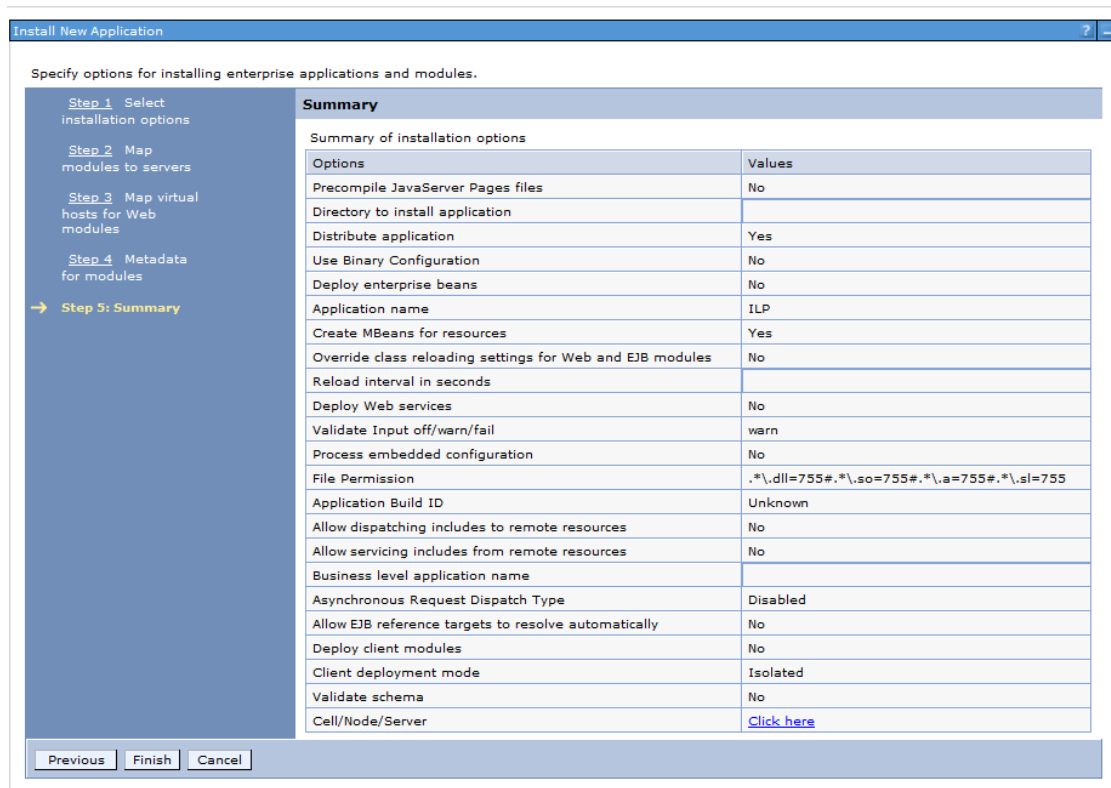 Install New Application ?
Specify options for installing enterprise applications and modules.
Step 1 Select
installation options
Step 2 Map
modules to servers
Step 3 Map virtual
hosts for Web
modules
Step 4 Metadata
for modules
Step 5: Summary
Summary
Summary of installation options
Options Values
Precompile JavaServer Pages files No
Directory to install application
Distribute application Yes
Use Binary Configuration No
Deploy enterprise beans No
Application name ILP
Create MBeans for resources Yes
Override class reloading settings for Web and EJB modules No
Reload interval in seconds
Deploy Web services No
Validate Input off/warn/fail warn
Process embedded configuration No
File Permission .*\.dll=755#.*\.so=755#.*\.a=755#.*\.sl=755
Application Build ID Unknown
Allow dispatching includes to remote resources No
Allow servicing includes from remote resources No
Business level application name
Asynchronous Request Dispatch Type Disabled
Allow EJB reference targets to resolve automatically No
Deploy client modules No
Client deployment mode Isolated
Validate schema No
Cell/Node/Server Click here
Previous Finish Cancel